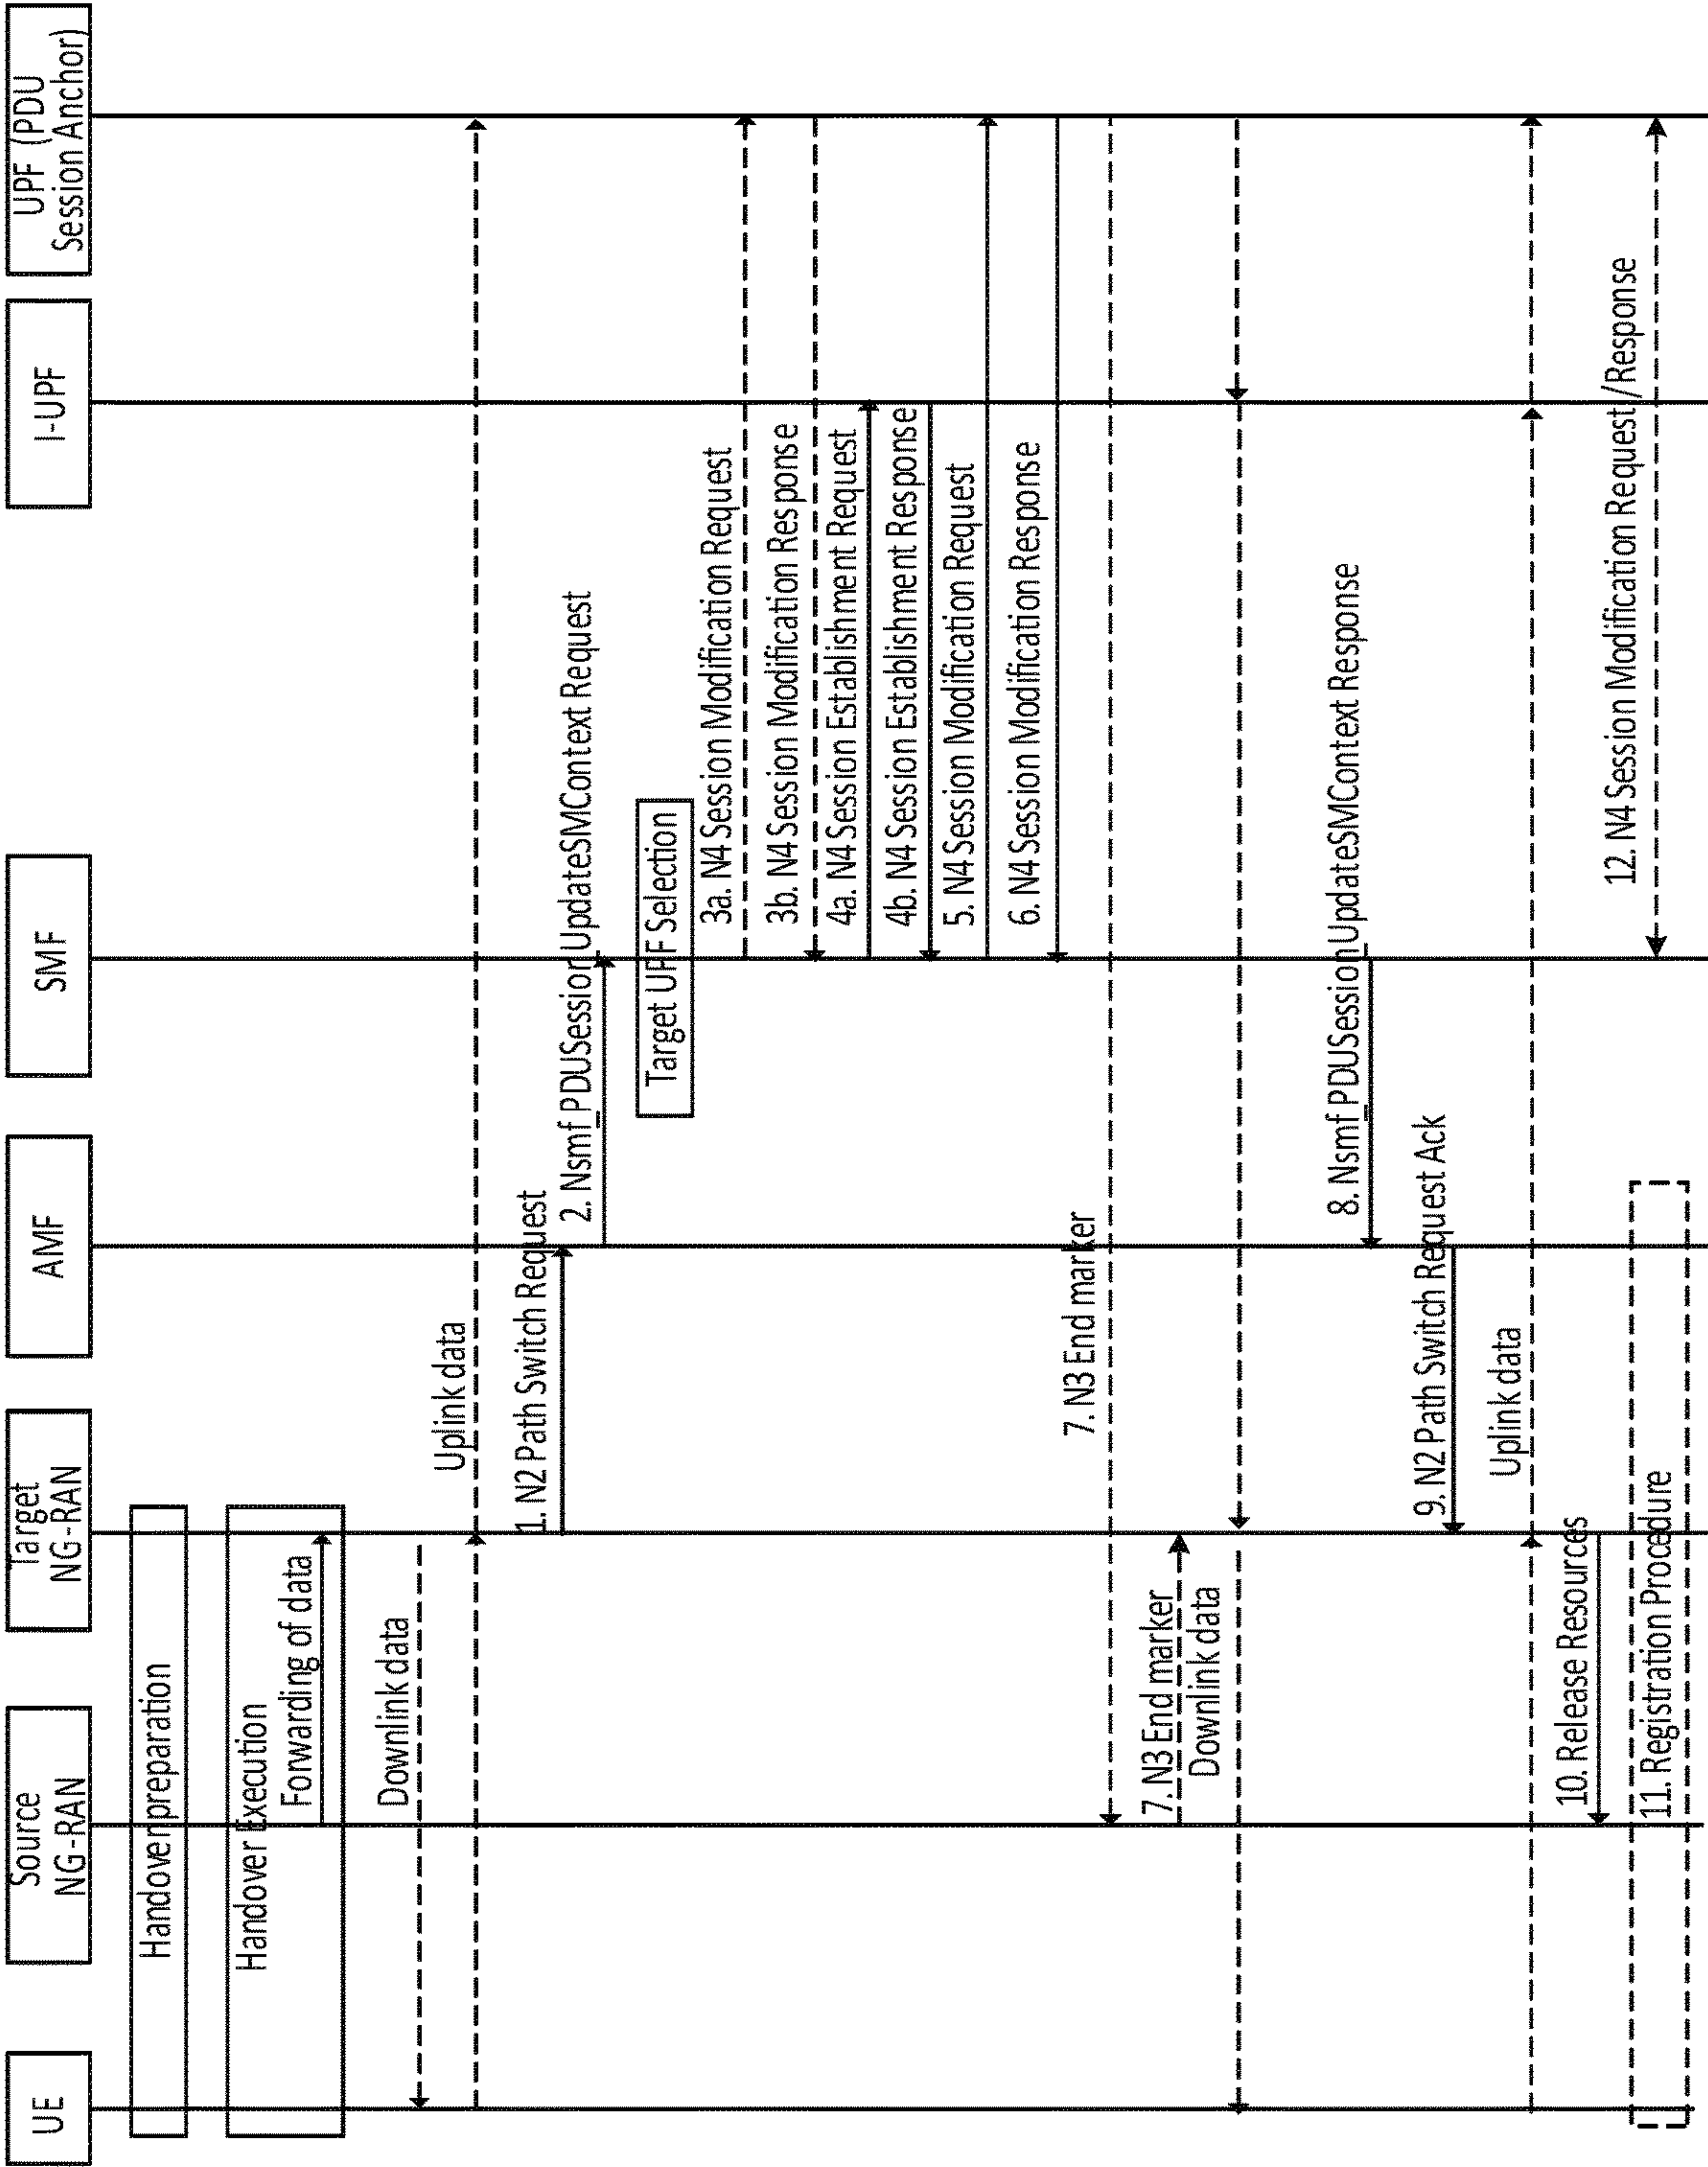 UE
Source
NG-RAN
Target
NG-RAN
AMF
SMF
I-UPF
UPF (PDU
Session Anchor)
Handover preparation
Handover Execution
Forwarding of data
Downlink data
Uplink data
1. N2 Path Switch Request
2. Nsmf_PDUSession_UpdateSMContext Request
Target UPF Selection
3a. N4 Session Modification Request
3b. N4 Session Modification Response
4a. N4 Session Establishment Request
4b. N4 Session Establishment Response
5. N4 Session Modification Request
6. N4 Session Modification Response
7. N3 End marker
7. N3 End marker
Downlink data
8. Nsmf_PDUSession_UpdateSMContext Response
9. N2 Path Switch Request Ack
Uplink data
10. Release Resources
11. Registration Procedure
12. N4 Session Modification Request /Response